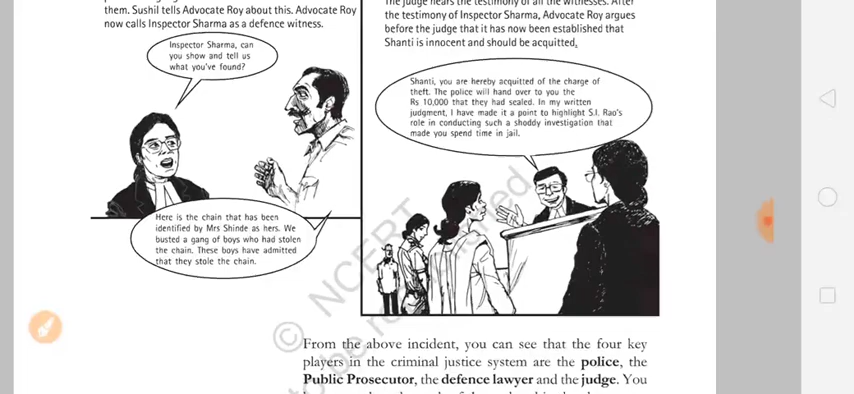 them. Sushil tells Advocate Roy about this. Advocate Roy
now calls Inspector Sharma as a defence witness.
Inspector Sharma, can
you show and tell us
what you've found?
Here is the chain that has been
identified by Mrs Shinde as hers. We
busted a gang of boys who had stolen
the chain. These boys have admitted
that they stole the chain.
The judge hears the testimony of all the witnesses. After
the testimony of Inspector Sharma, Advocate Roy argues
before the judge that it has now been established that
Shanti is innocent and should be acquitted.
Shanti, you are hereby acquitted of the charge of
theft. The police will hand over to you the
Rs 10,000 that they had sealed. In my written
judgment, I have made it a point to highlight S.I. Rao's
role in conducting such a shoddy investigation that
made you spend time in jail.
© NCERT
to be republished
From the above incident, you can see that the four key
players in the criminal justice system are the police, the
Public Prosecutor, the defence lawyer and the judge. You